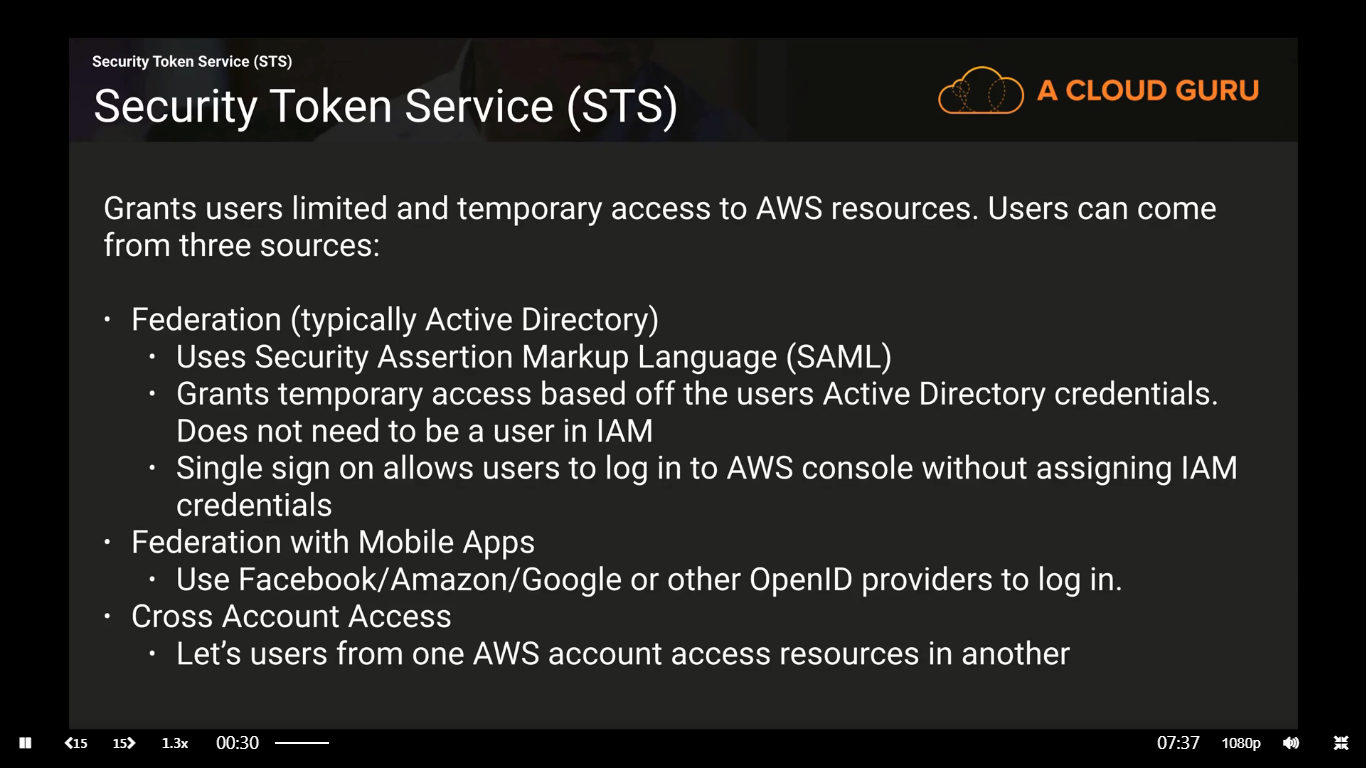 Security Token Service (STS)
Security Token Service (STS)
A CLOUD GURU
Grants users limited and temporary access to AWS resources. Users can come
from three sources:
• Federation (typically Active Directory)
• Uses Security Assertion Markup Language (SAML)
• Grants temporary access based off the users Active Directory credentials.
Does not need to be a user in IAM
• Single sign on allows users to log in to AWS console without assigning IAM
credentials
• Federation with Mobile Apps
• Use Facebook/Amazon/Google or other OpenID providers to log in.
• Cross Account Access
• Let’s users from one AWS account access resources in another
15 15 1.3x 00:30 07:37 1080p